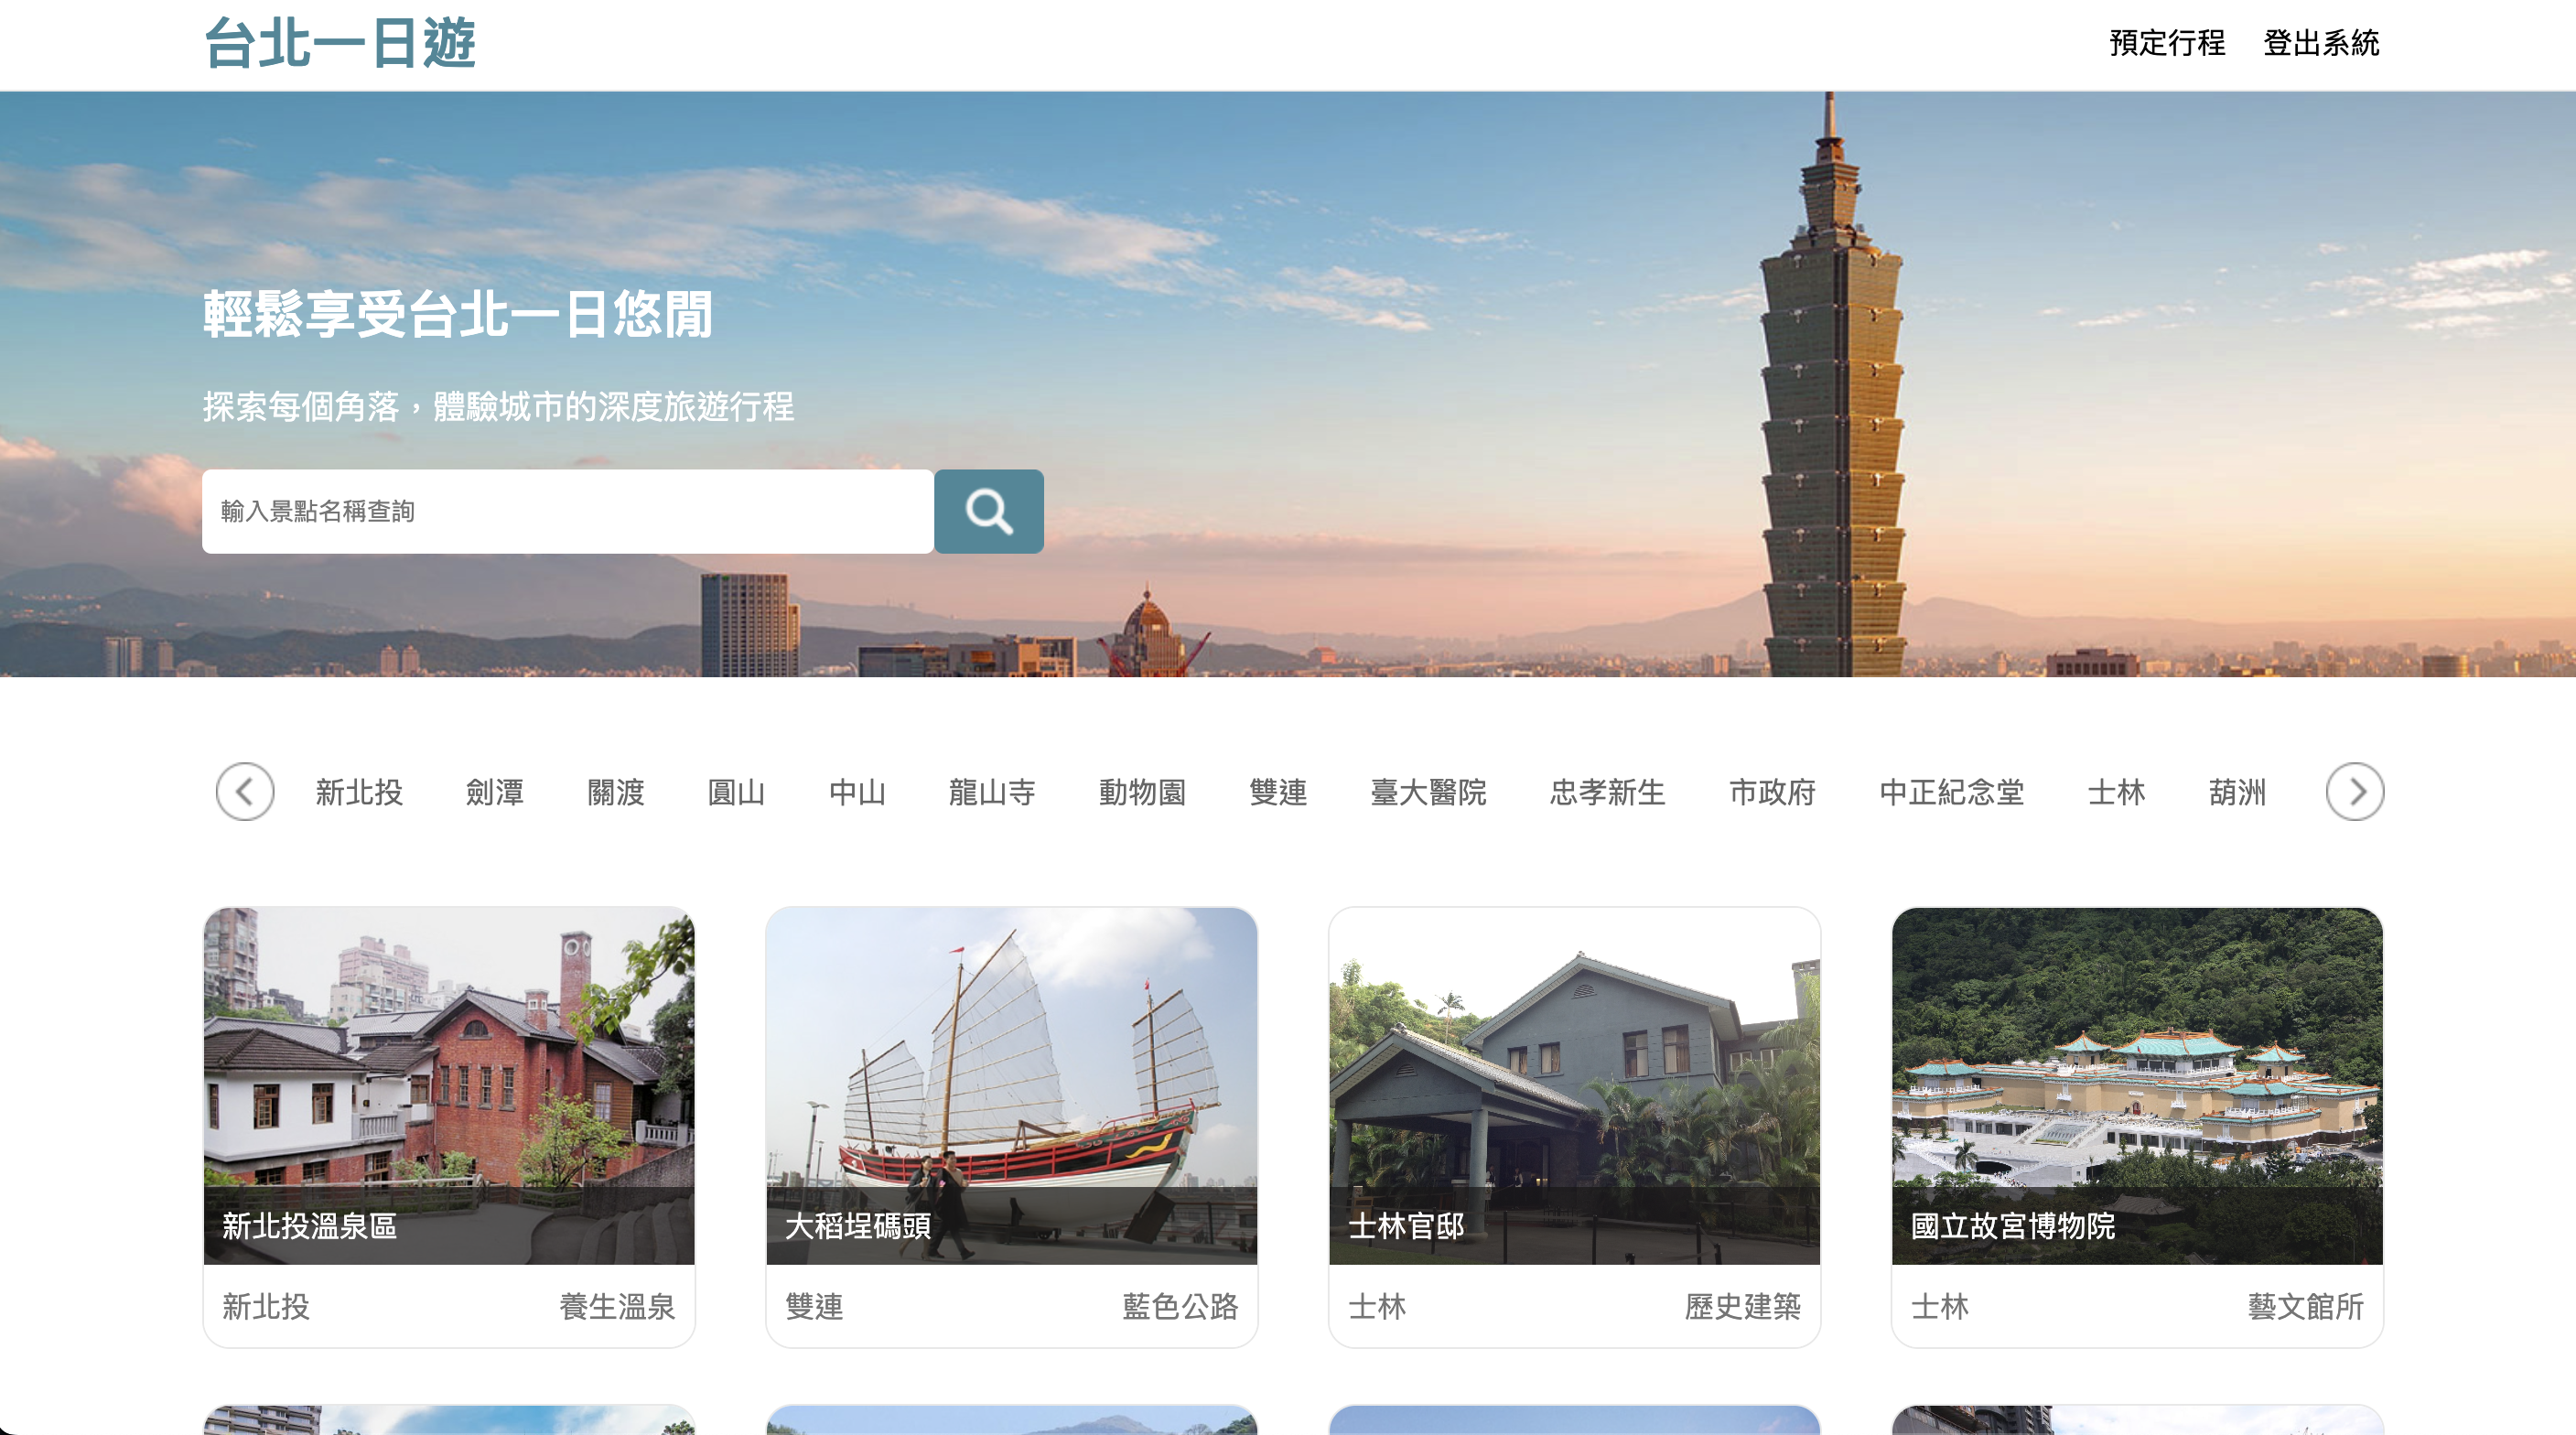 台北一日遊
預定行程 登出系統
輕鬆享受台北一日悠閒
探索每個角落，體驗城市的深度旅遊行程
輸入景點名稱查詢
新北投 劍潭 關渡 圓山 中山 龍山寺 動物園 雙連 臺大醫院 忠孝新生 市政府 中正紀念堂 士林 葫洲
新北投溫泉區
新北投 養生溫泉
大稻埕碼頭
雙連 藍色公路
士林官邸
士林 歷史建築
國立故宮博物院
士林 藝文館所